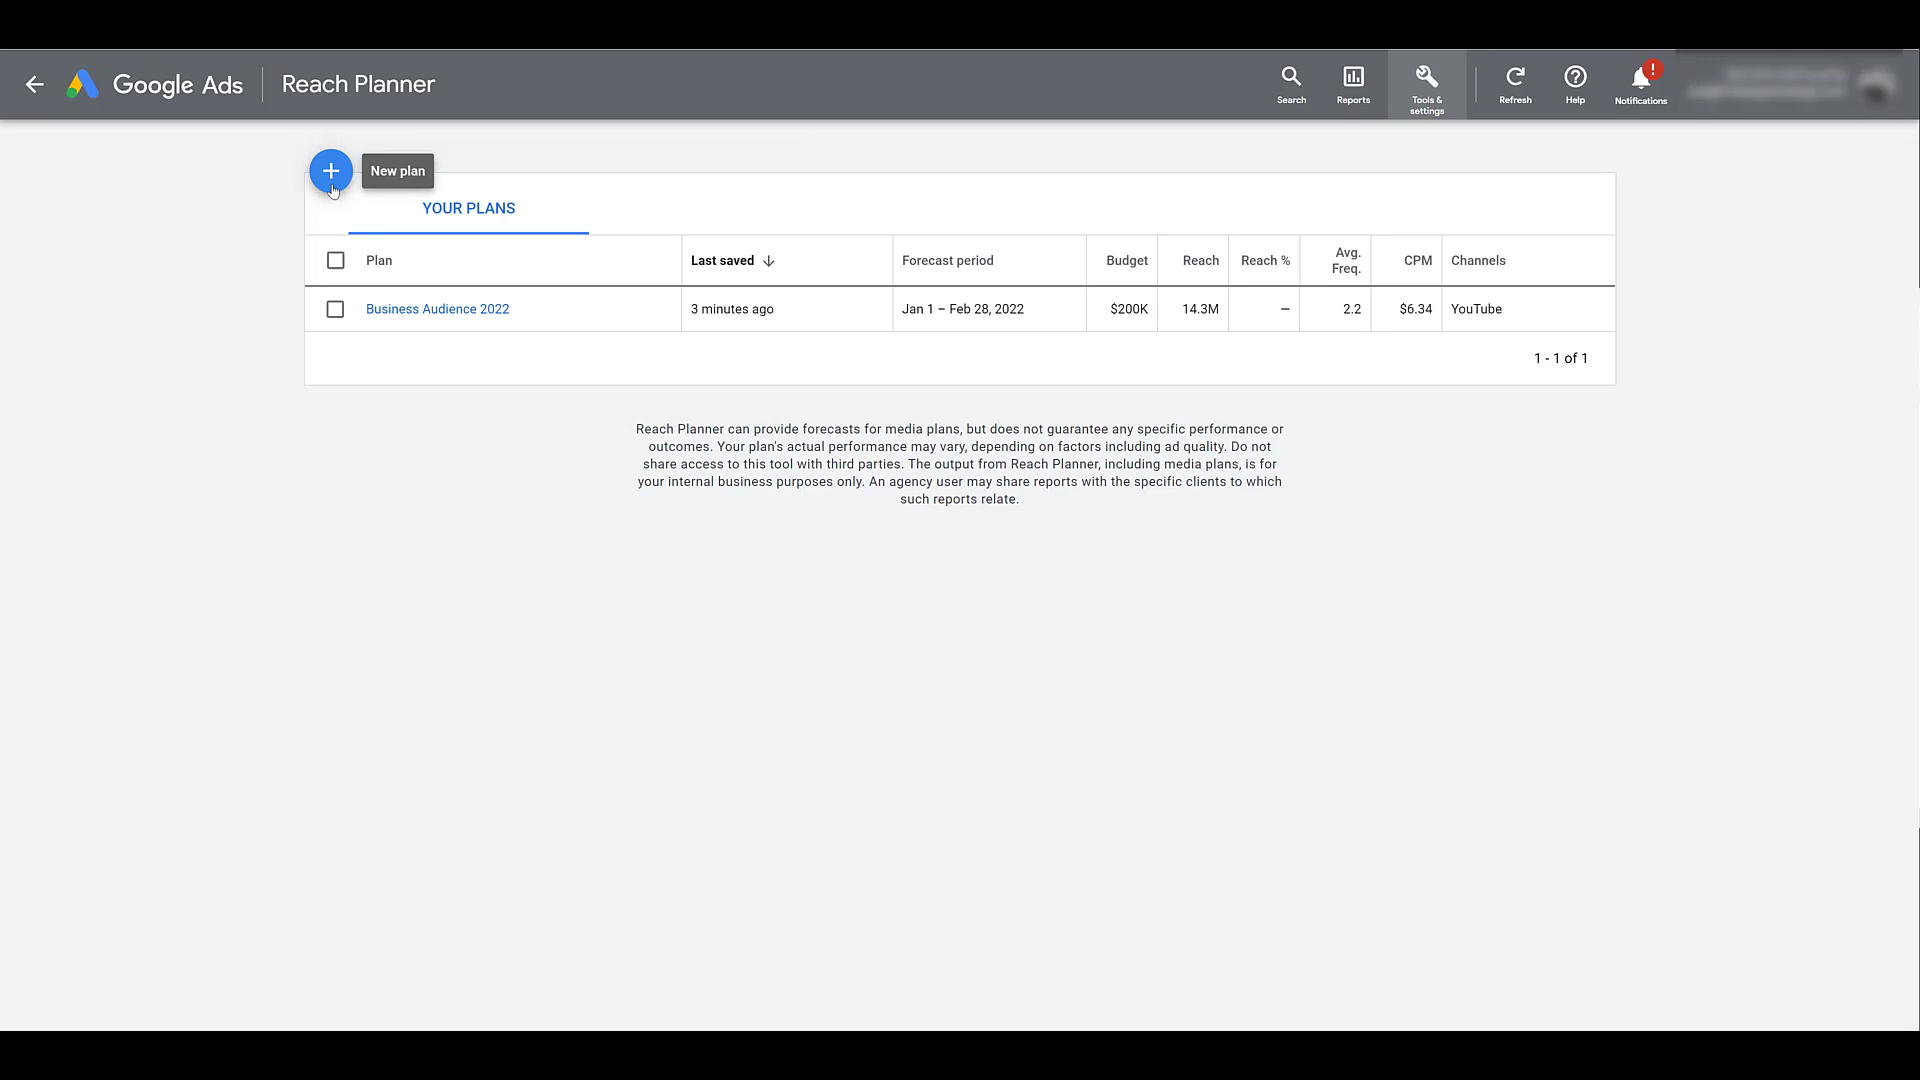 Google Ads
Reach Planner
Search
Reports
Tools &
settings
Refresh
Help
!
Notifications
New plan
YOUR PLANS
Plan
Last saved
Forecast period
Budget
Reach
Reach %
Avg.
Freq.
CPM
Channels
Business Audience 2022
3 minutes ago
Jan 1 – Feb 28, 2022
$200K
14.3M
—
2.2
$6.34
YouTube
1 - 1 of 1
Reach Planner can provide forecasts for media plans, but does not guarantee any specific performance or
outcomes. Your plan's actual performance may vary, depending on factors including ad quality. Do not
share access to this tool with third parties. The output from Reach Planner, including media plans, is for
your internal business purposes only. An agency user may share reports with the specific clients to which
such reports relate.